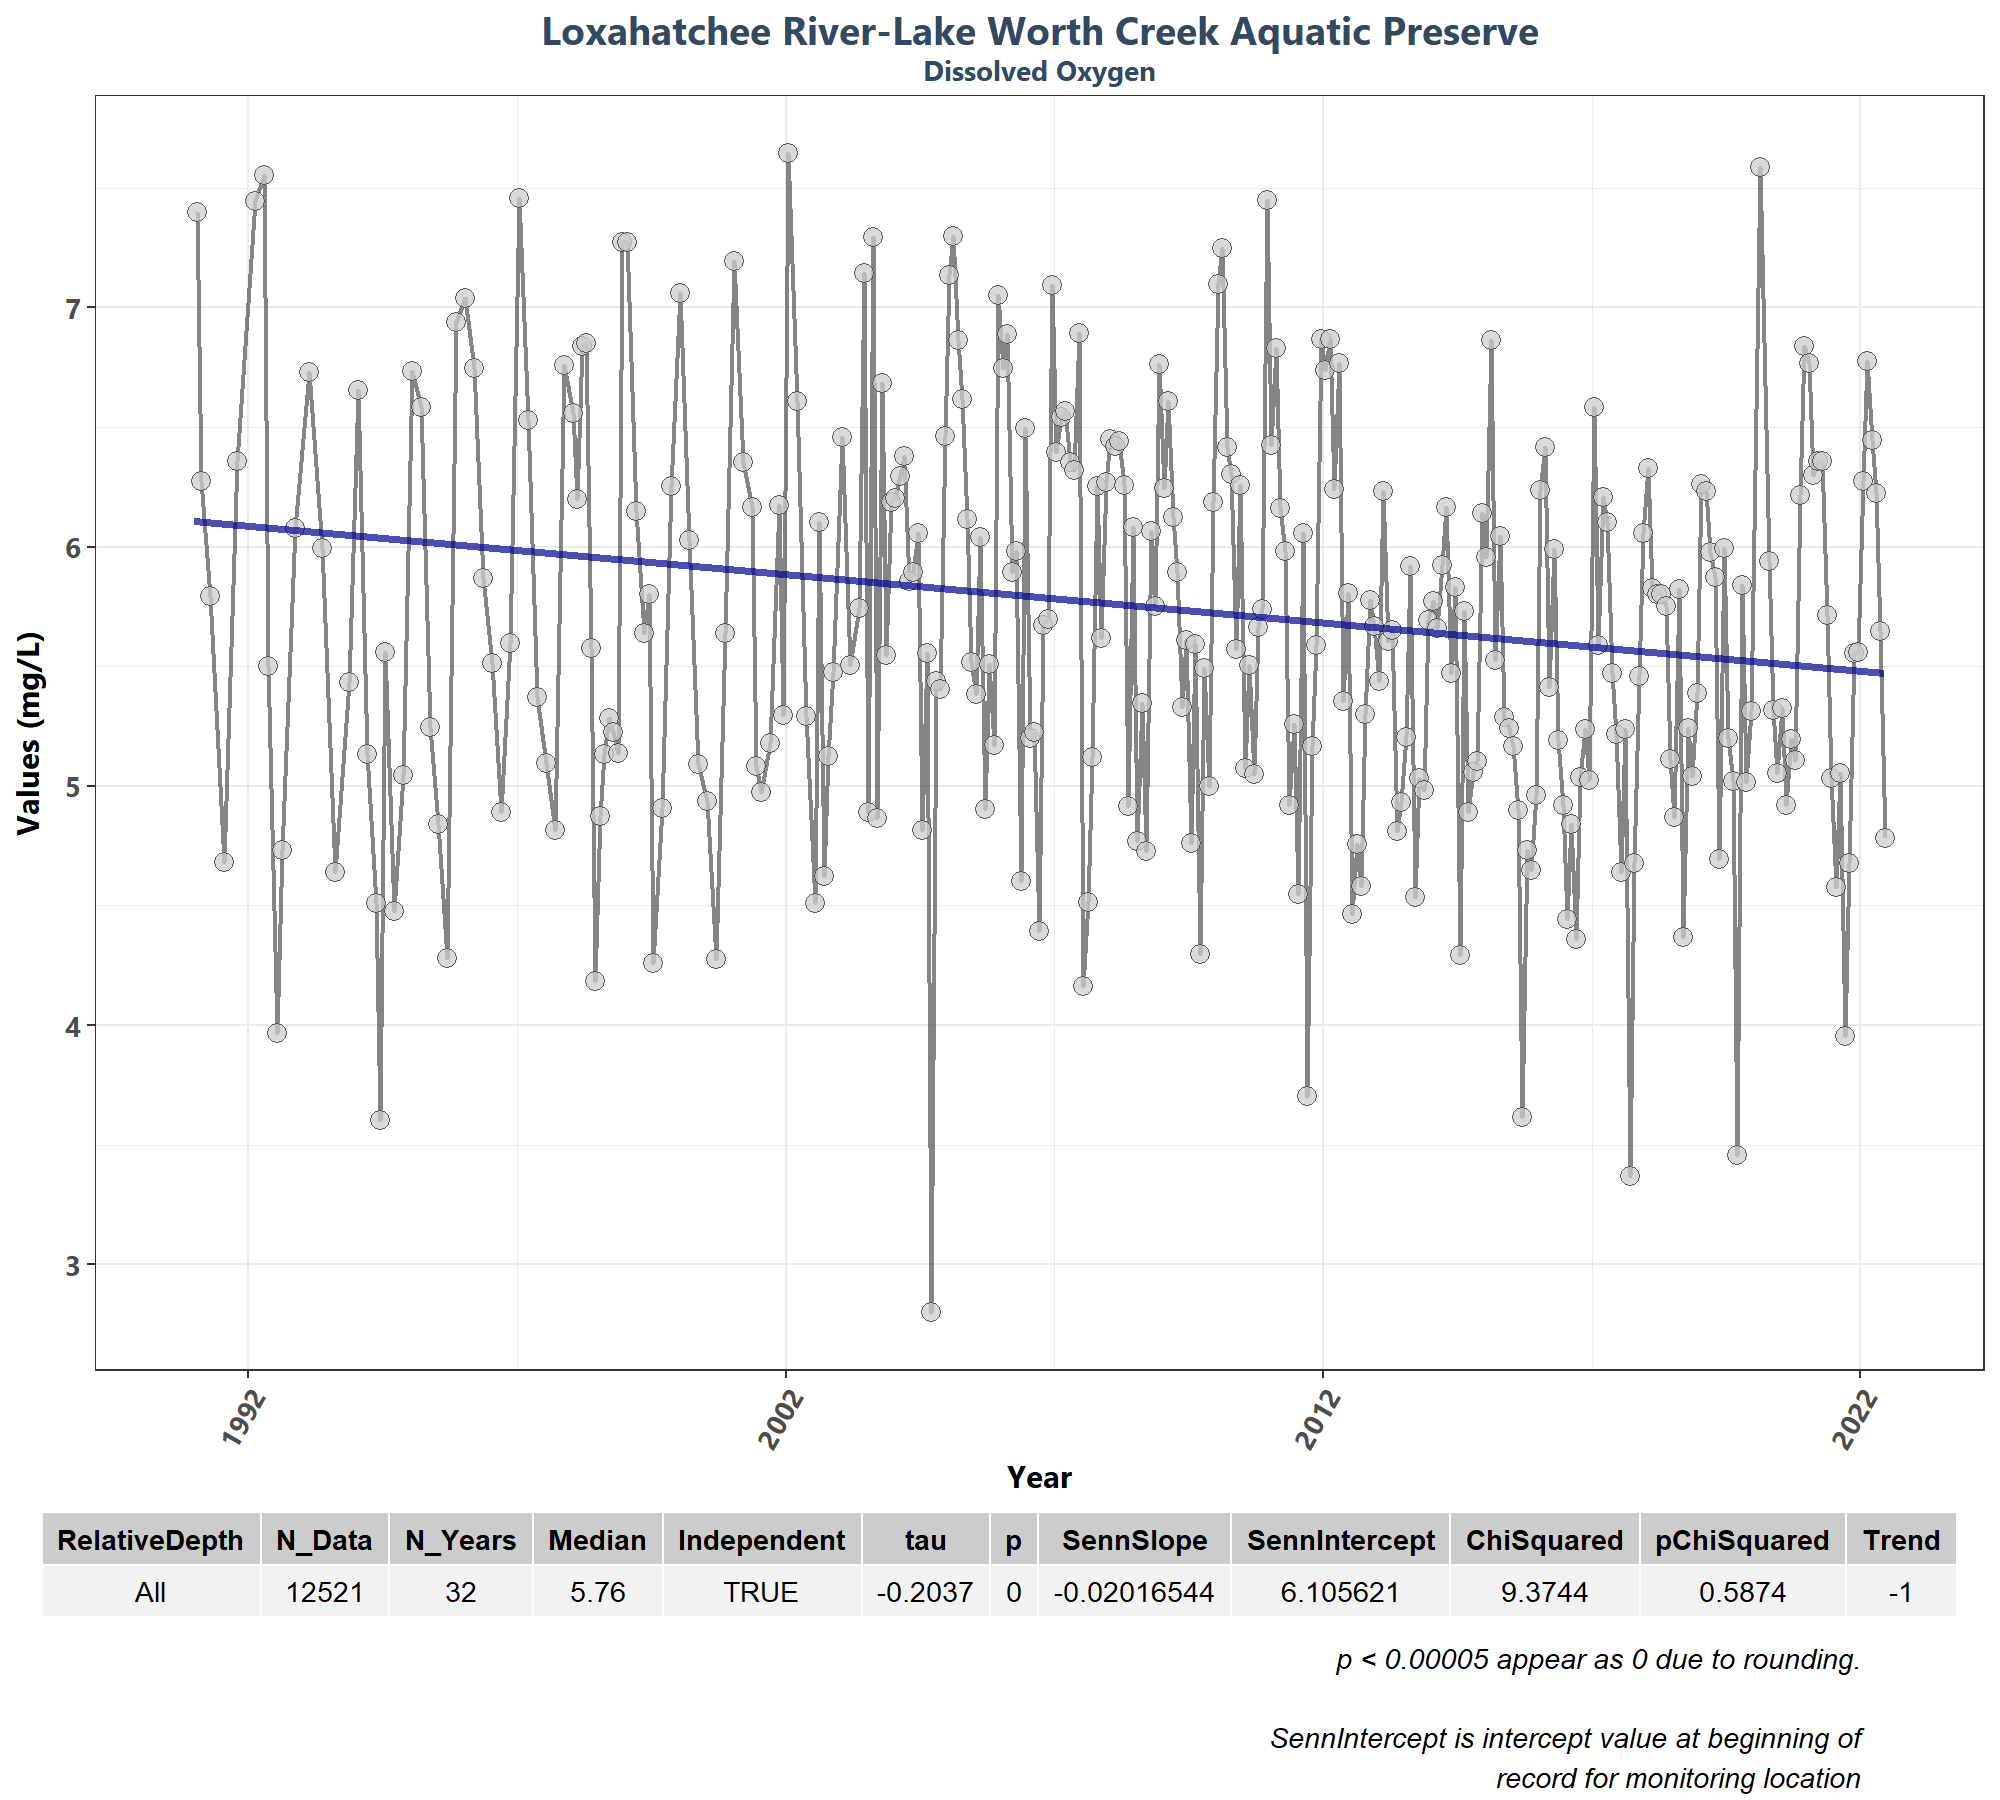 Loxahatchee River-Lake Worth Creek Aquatic Preserve
Dissolved Oxygen
Values (mg/L)
7
6
5
4
3
1992 2002 2012 2022
Year
RelativeDepth N_Data N_Years Median Independent tau p SennSlope SennIntercept ChiSquared pChiSquared Trend
All 12521 32 5.76 TRUE -0.2037 0 -0.02016544 6.105621 9.3744 0.5874 -1
p < 0.00005 appear as 0 due to rounding.
SennIntercept is intercept value at beginning of
record for monitoring location